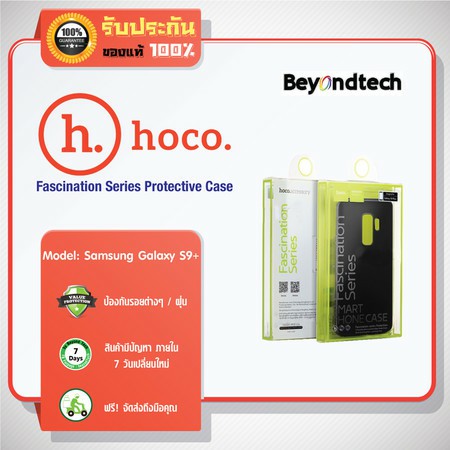 100%
GUARANTEE
รับประกัน
ของแท้ 100%
Beyondtech
h. hoco.
Fascination Series Protective Case
Model: Samsung Galaxy S9+
VALUE
PROTECTION
ป้องกันรอยต่างๆ / ฝุ่น
7
Days
สินค้ามีปัญหา ภายใน
7 วันเปลี่ยนใหม่
ฟรี! จัดส่งถึงมือคุณ
hoco.
Fascination
Series
hoco.
Fascination
Series
SMART
PHONE CASE